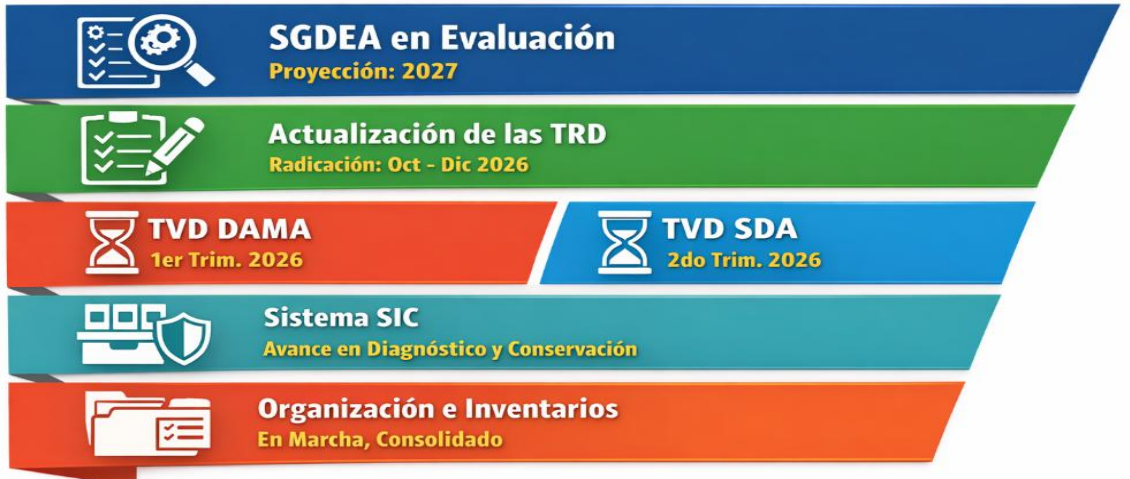 SGDEA en Evaluación
Proyección: 2027
Actualización de las TRD
Radicación: Oct - Dic 2026
TVD DAMA
1er Trim. 2026
TVD SDA
2do Trim. 2026
Sistema SIC
Avance en Diagnóstico y Conservación
Organización e Inventarios
En Marcha, Consolidado